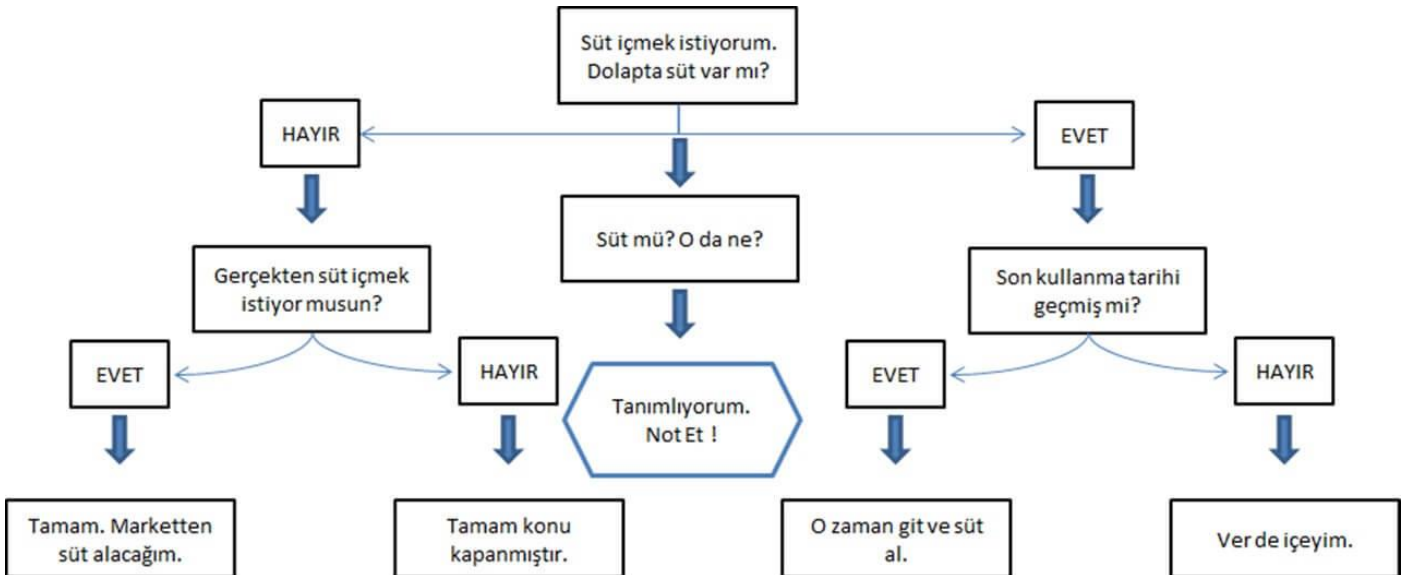 Süt içmek istiyorum.
Dolapta süt var mı?
HAYIR
EVET
Süt mü? O da ne?
Gerçekten süt içmek
istiyor musun?
Son kullanma tarihi
geçmiş mi?
EVET
HAYIR
EVET
HAYIR
Tanımlıyorum.
Not Et !
Tamam. Marketten
süt alacağım.
Tamam konu
kapanmıştır.
O zaman git ve süt
al.
Ver de içeyim.